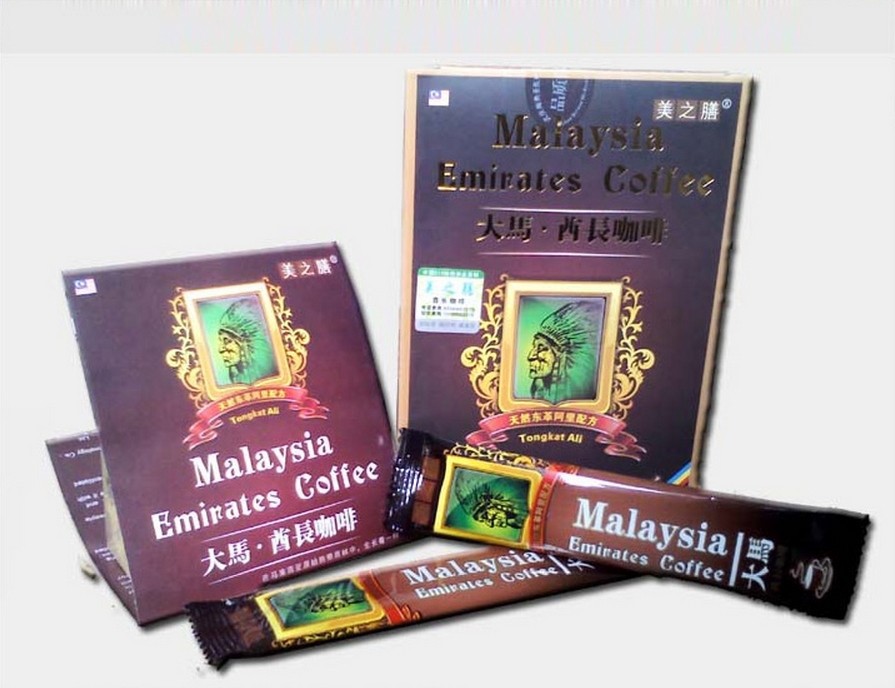 美之膳®
Malaysia
Emirates Coffee
大馬·酋長咖啡
美之膳
天然东革阿里配方
Tongkat Ali
美之膳®
天然东革阿里配方
Tongkat Ali
Malaysia
Emirates Coffee
大馬·酋長咖啡
Malaysia
Emirates Coffee
大馬
Malaysia
Emirates Coffee